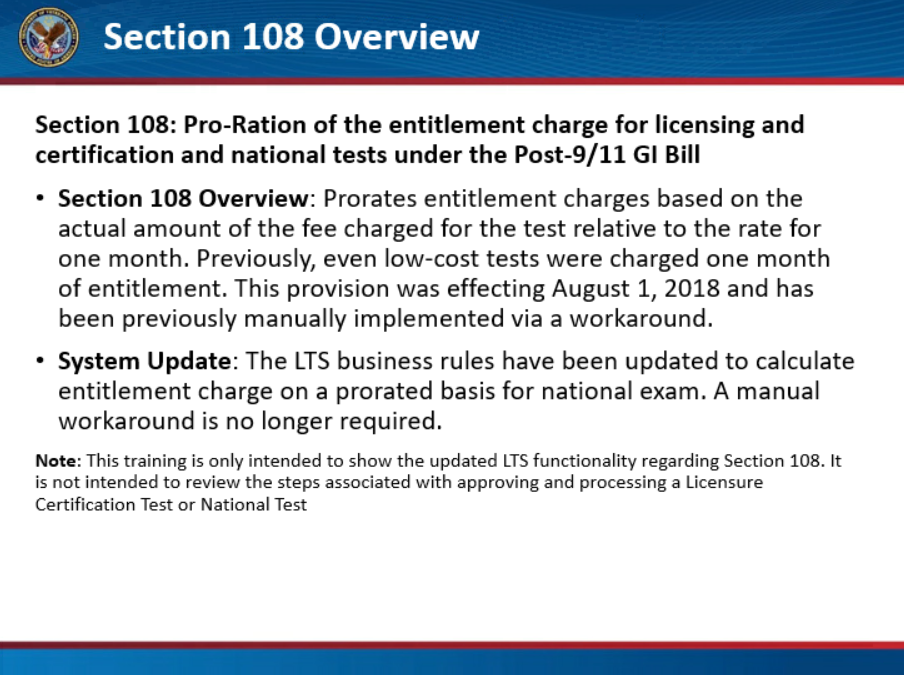 Section 108 Overview
Section 108: Pro-Ration of the entitlement charge for licensing and
certification and national tests under the Post-9/11 GI Bill
• Section 108 Overview: Prorates entitlement charges based on the
actual amount of the fee charged for the test relative to the rate for
one month. Previously, even low-cost tests were charged one month
of entitlement. This provision was effecting August 1, 2018 and has
been previously manually implemented via a workaround.
• System Update: The LTS business rules have been updated to calculate
entitlement charge on a prorated basis for national exam. A manual
workaround is no longer required.
Note: This training is only intended to show the updated LTS functionality regarding Section 108. It
is not intended to review the steps associated with approving and processing a Licensure
Certification Test or National Test